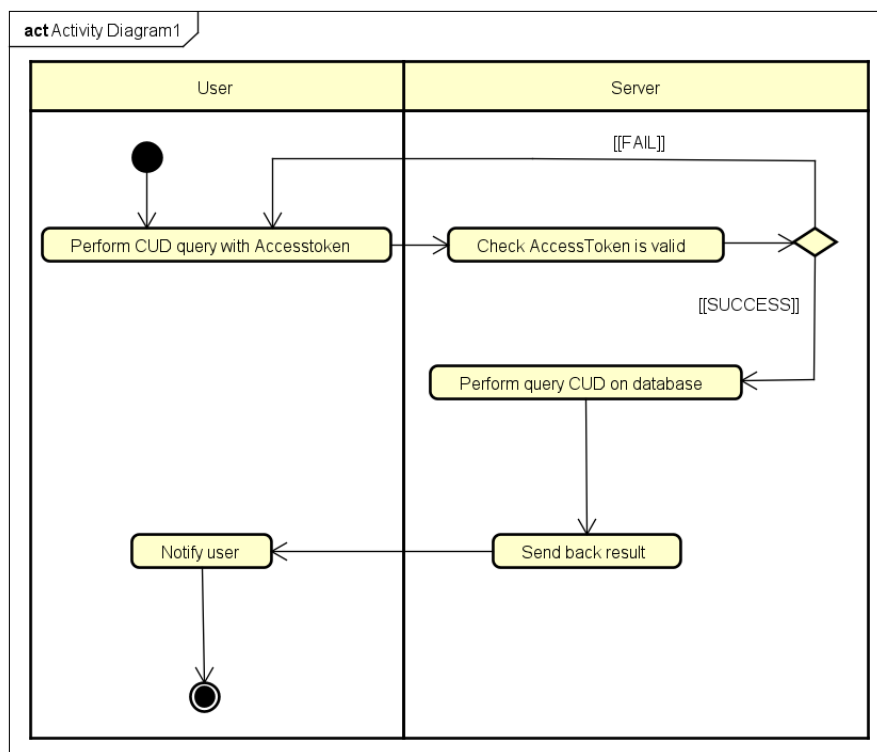 act Activity Diagram1
User
Server
[[FAIL]]
Perform CUD query with Accesstoken
Check AccessToken is valid
[[SUCCESS]]
Perform query CUD on database
Notify user
Send back result